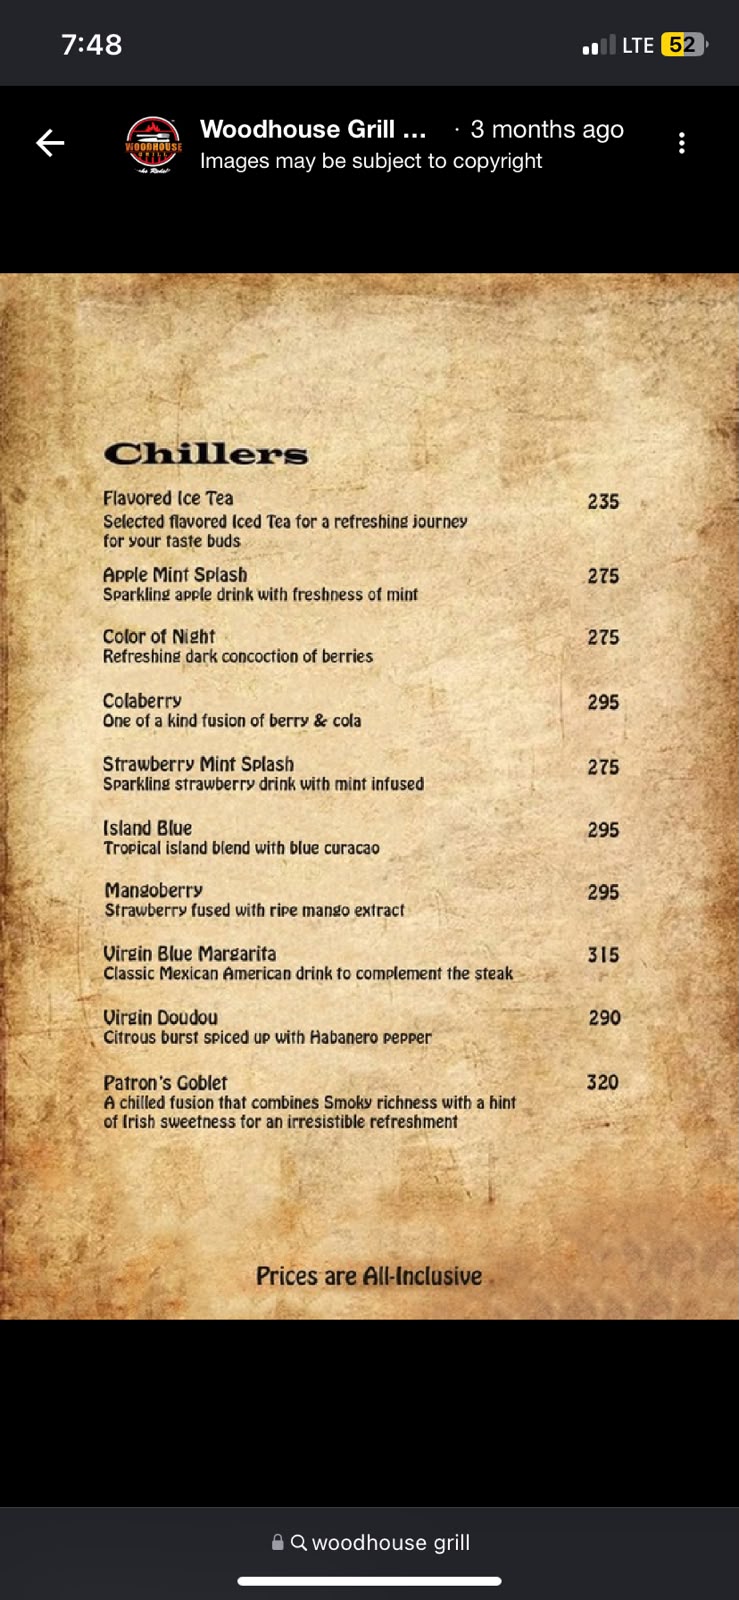 7:48
LTE 52
Woodhouse Grill ... · 3 months ago
Images may be subject to copyright
WOODHOUSE
GRILL
Chillers
Flavored Ice Tea 235
Selected flavored Iced Tea for a refreshing journey
for your taste buds
Apple Mint Splash 275
Sparkling apple drink with freshness of mint
Color of Night 275
Refreshing dark concoction of berries
Colaberry 295
One of a kind fusion of berry & cola
Strawberry Mint Splash 275
Sparkling strawberry drink with mint infused
Island Blue 295
Tropical island blend with blue curacao
Mangoberry 295
Strawberry fused with ripe mango extract
Virgin Blue Margarita 315
Classic Mexican American drink to complement the steak
Virgin Doudou 290
Citrous burst spiced up with Habanero pepper
Patron's Goblet 320
A chilled fusion that combines Smoky richness with a hint
of Irish sweetness for an irresistible refreshment
Prices are All-Inclusive
woodhouse grill